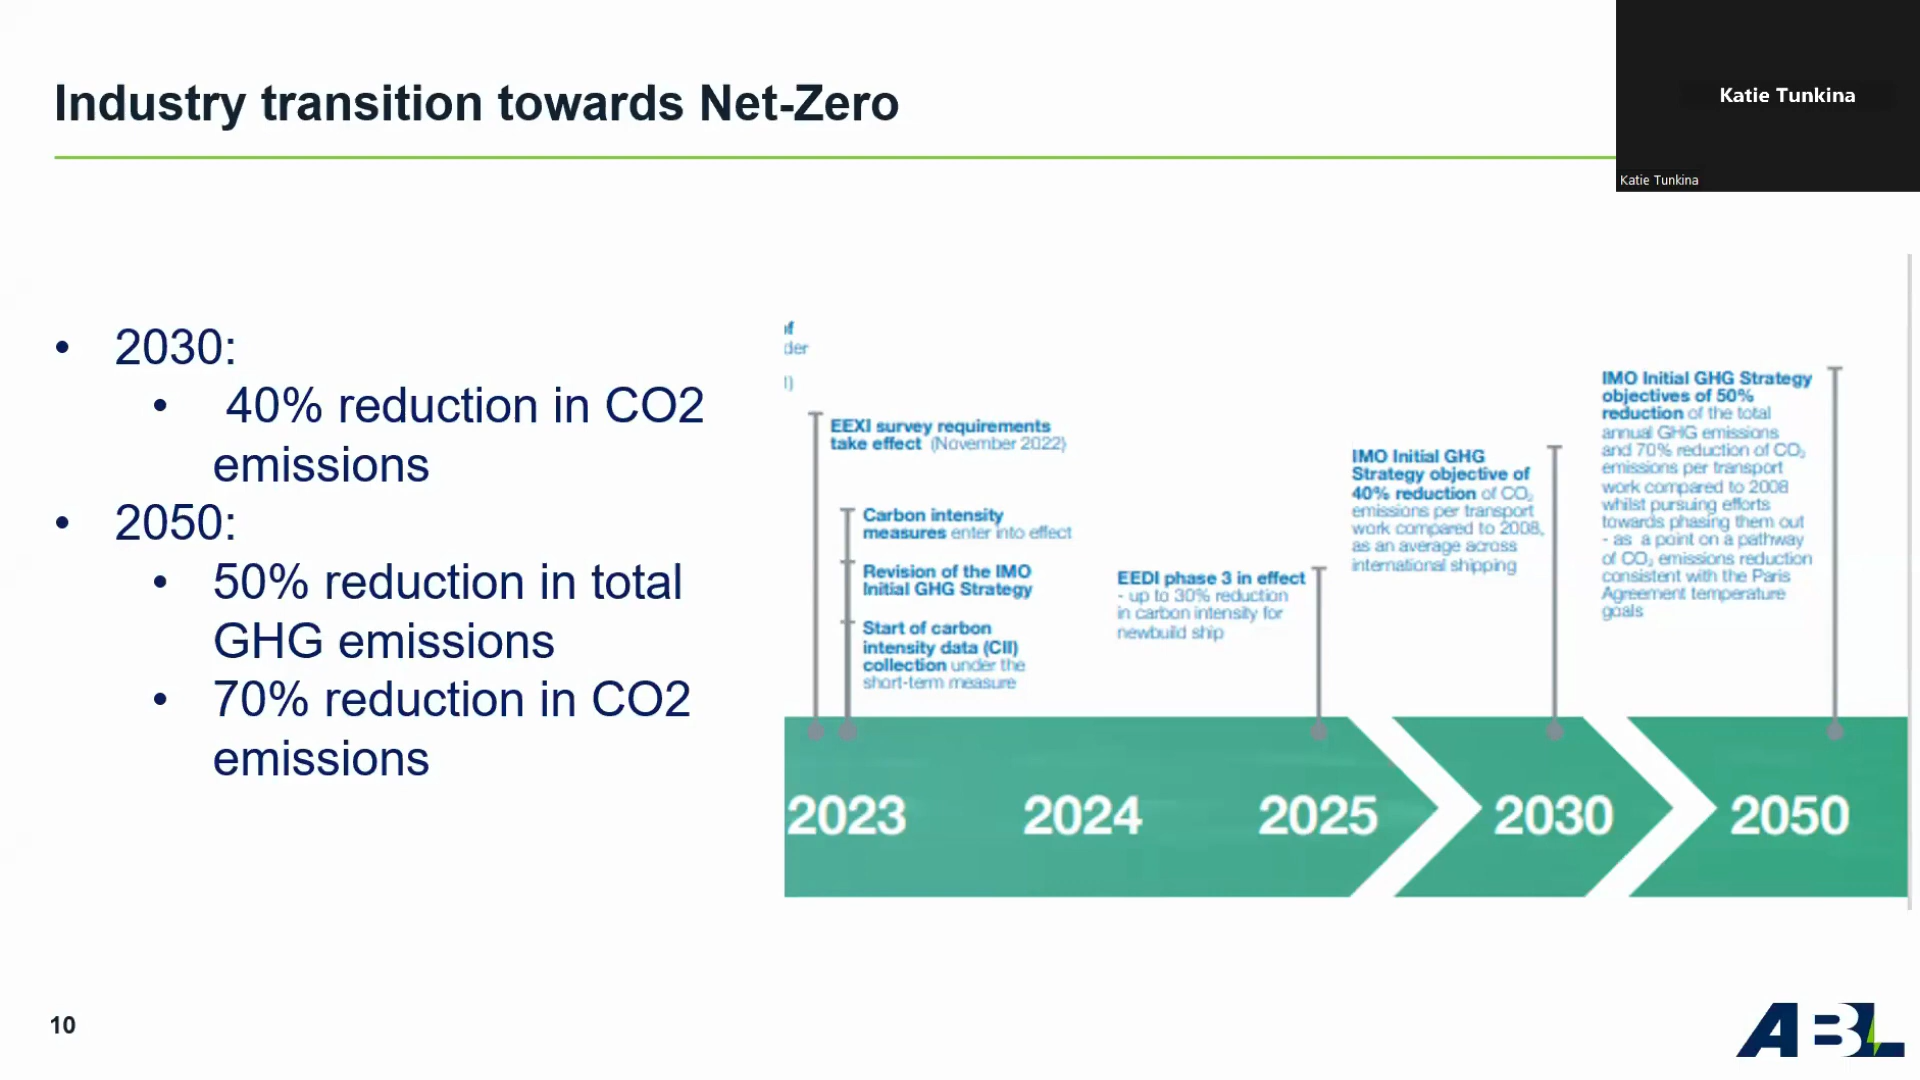 Industry transition towards Net-Zero
Katie Tunkina
Katie Tunkina
• 2030:
• 40% reduction in CO2
emissions
• 2050:
• 50% reduction in total
GHG emissions
• 70% reduction in CO2
emissions
of
der
EEXI survey requirements
take effect (November 2022)
Carbon intensity
measures enter into effect
Revision of the IMO
Initial GHG Strategy
Start of carbon
intensity data (CII)
collection under the
short-term measure
EEDI phase 3 in effect
- up to 30% reduction
in carbon intensity for
newbuild ship
IMO Initial GHG
Strategy objective of
40% reduction of CO₂
emissions per transport
work compared to 2008,
as an average across
international shipping
IMO Initial GHG Strategy
objectives of 50%
reduction of the total
annual GHG emissions
and 70% reduction of CO₂
emissions per transport
work compared to 2008
whilst pursuing efforts
towards phasing them out
- as a point on a pathway
of CO₂ emissions reduction
consistent with the Paris
Agreement temperature
goals
2023
2024
2025
2030
2050
10
ABL